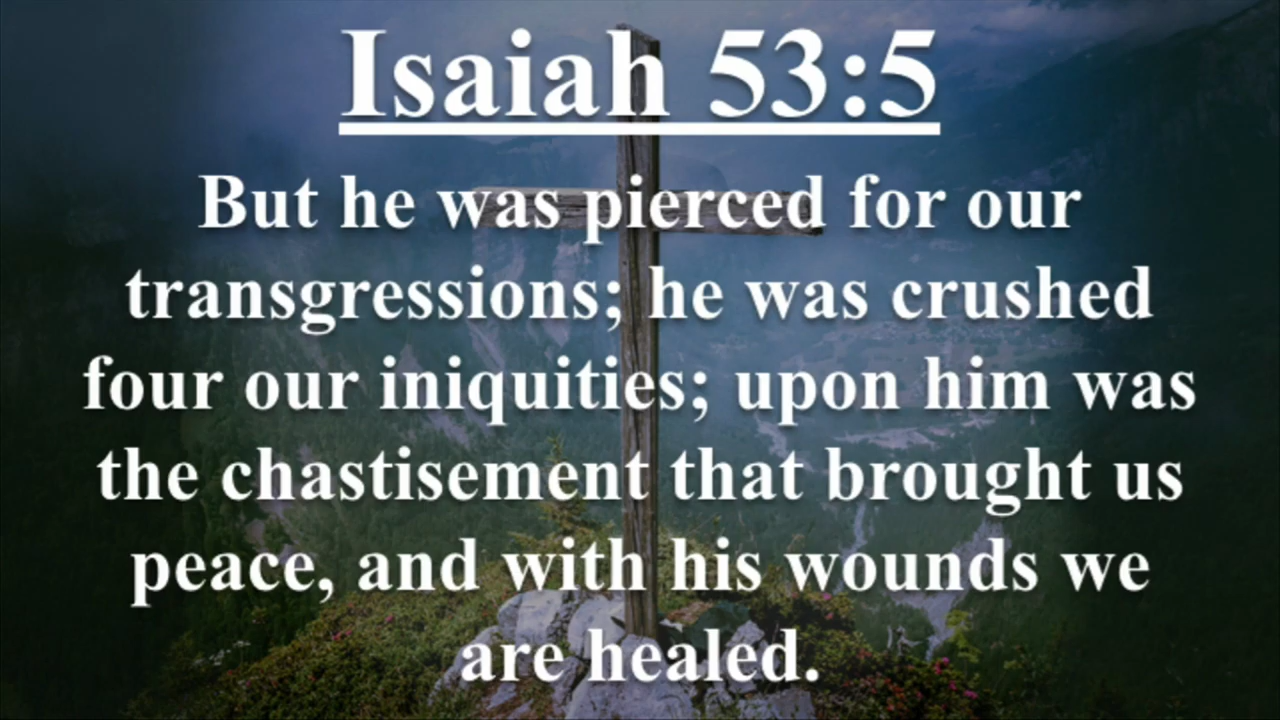 Isaiah 53:5
But he was pierced for our
transgressions; he was crushed
four our iniquities; upon him was
the chastisement that brought us
peace, and with his wounds we
are healed.